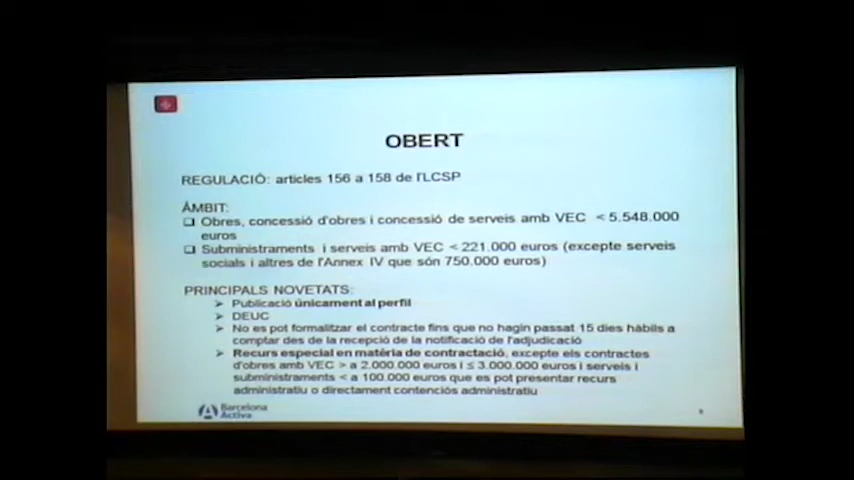 OBERT
REGULACIÓ: articles 156 a 158 de l'LCSP
ÀMBIT:
❑ Obres, concessió d'obres i concessió de serveis amb VEC < 5.548.000
euros
❑ Subministraments i serveis amb VEC < 221.000 euros (excepte serveis
socials i altres de l'Annex IV que són 750.000 euros)
PRINCIPALS NOVETATS:
➢ Publicació únicament al perfil
➢ DEUC
➢ No es pot formalitzar el contracte fins que no hagin passat 15 dies hàbils a
comptar des de la recepció de la notificació de l'adjudicació
➢ Recurs especial en matèria de contractació, excepte els contractes
d'obres amb VEC > a 2.000.000 euros i ≤ 3.000.000 euros i serveis i
subministraments < a 100.000 euros que es pot presentar recurs
administratiu o directament contenciós administratiu
Barcelona
Activa